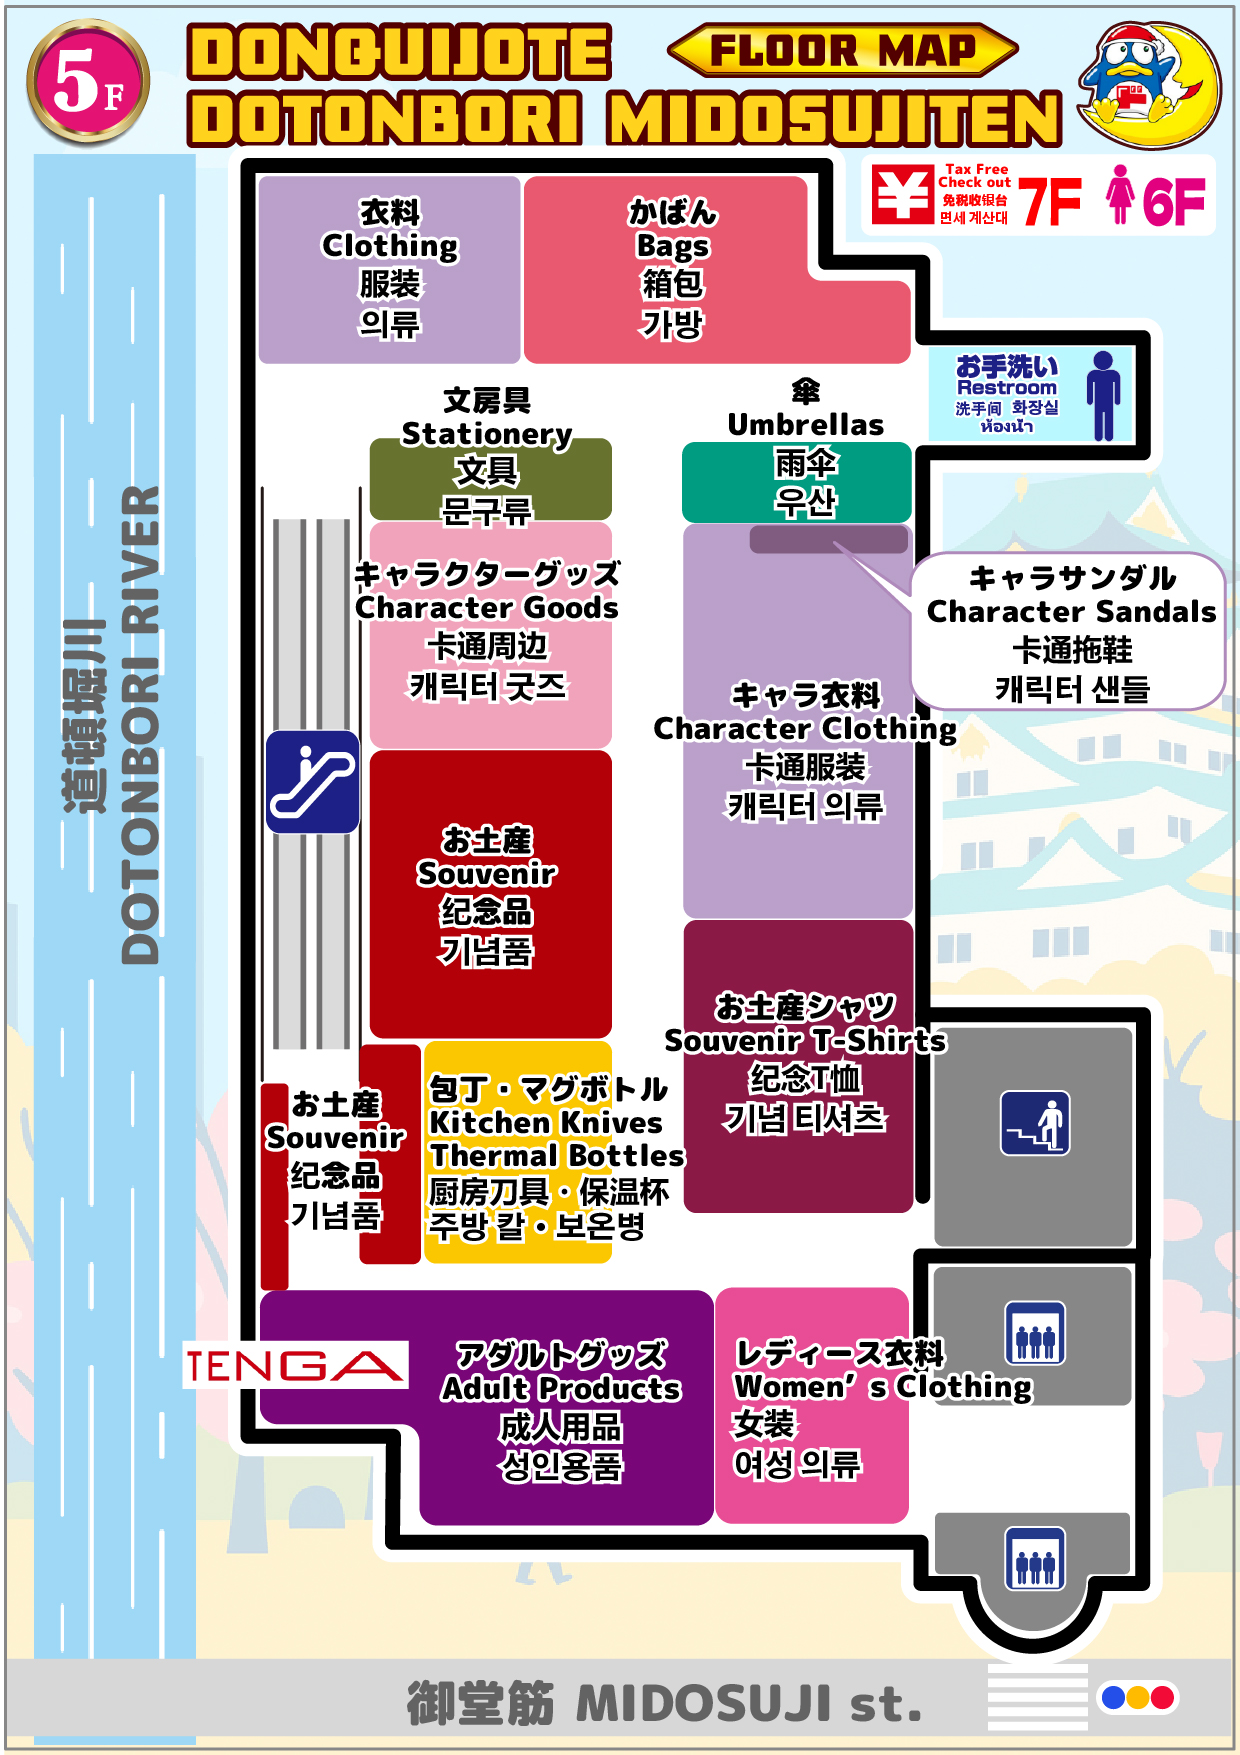 5F
DONQUIJOTE
DOTONBORI MIDOSUJITEN
FLOOR MAP
Tax Free
Check out
免税收银台
면세 계산대
7F
6F
衣料
Clothing
服装
의류
かばん
Bags
箱包
가방
お手洗い
Restroom
洗手间 화장실
ห้องน้ำ
文房具
Stationery
文具
문구류
傘
Umbrellas
雨伞
우산
キャラクターグッズ
Character Goods
卡通周边
캐릭터 굿즈
キャラサンダル
Character Sandals
卡通拖鞋
캐릭터 샌들
キャラ衣料
Character Clothing
卡通服装
캐릭터 의류
道頓堀川
DOTONBORI RIVER
お土産
Souvenir
纪念品
기념품
お土産シャツ
Souvenir T-Shirts
纪念T恤
기념 티셔츠
お土産
Souvenir
纪念品
기념품
包丁・マグボトル
Kitchen Knives
Thermal Bottles
厨房刀具・保温杯
주방 칼・보온병
TENGA
アダルトグッズ
Adult Products
成人用品
성인용품
レディース衣料
Women’s Clothing
女装
여성 의류
御堂筋 MIDOSUJI st.